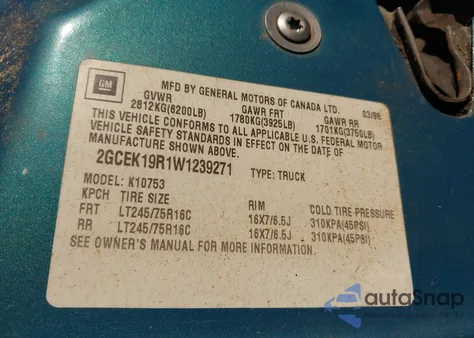 GM
MFD BY GENERAL MOTORS OF CANADA LTD.
03/98
GVWR GAWR FRT GAWR RR
2812KG(6200LB) 1780KG(3925LB) 1701KG(3750LB)
THIS VEHICLE CONFORMS TO ALL APPLICABLE U.S. FEDERAL MOTOR
VEHICLE SAFETY STANDARDS IN EFFECT ON THE DATE OF
MANUFACTURE SHOWN ABOVE.
2GCEK19R1W1239271 TYPE: TRUCK
MODEL: K10753
KPCH TIRE SIZE RIM COLD TIRE PRESSURE
FRT LT245/75R16C 16X7/6.5J 310KPA(45PSI)
RR LT245/75R16C 16X7/6.5J 310KPA(45PSI)
SEE OWNER'S MANUAL FOR MORE INFORMATION.
autoSnap